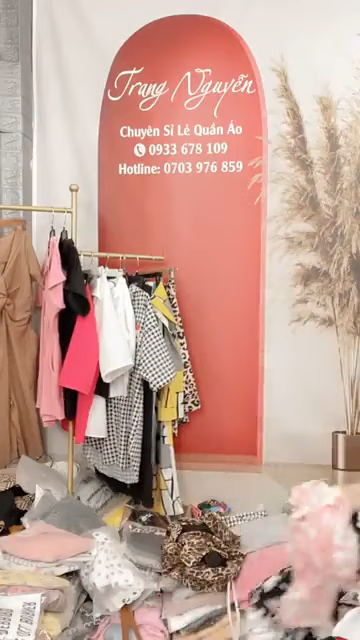 Trang Nguyễn
Chuyên Sỉ Lẻ Quần Áo
0933 678 109
Hotline: 0703 976 859